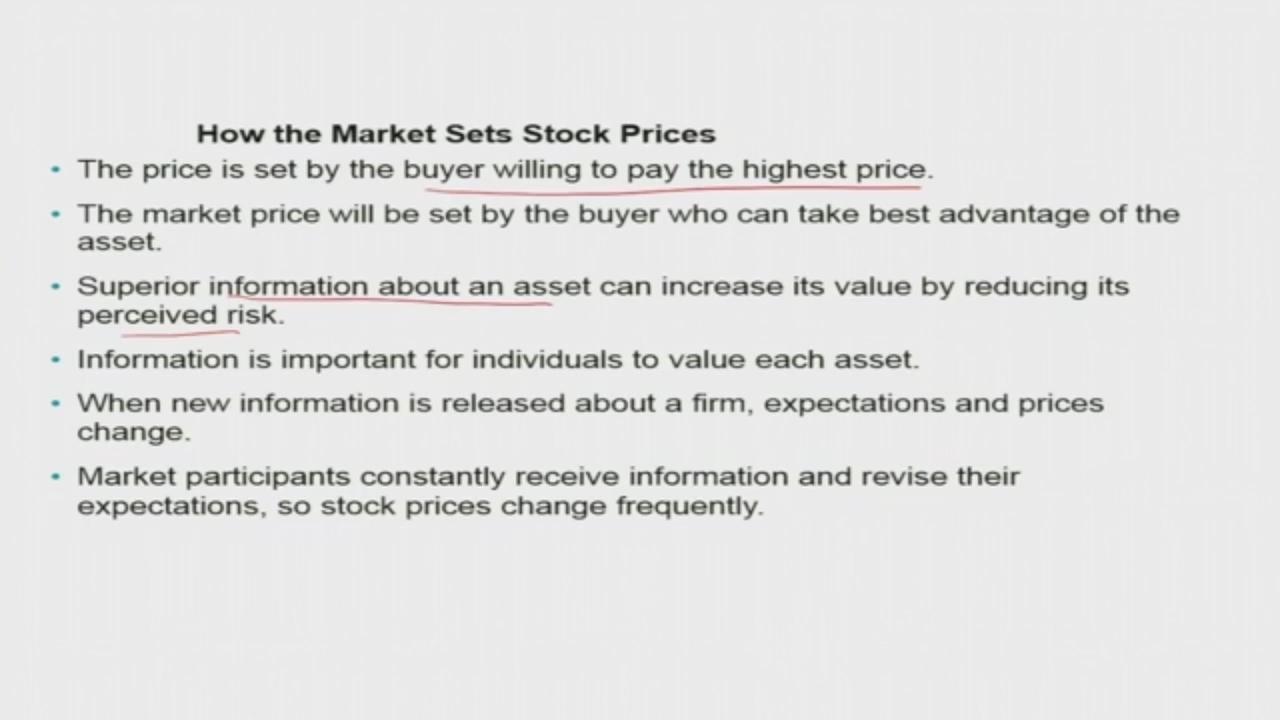 How the Market Sets Stock Prices
• The price is set by the buyer willing to pay the highest price.
• The market price will be set by the buyer who can take best advantage of the
asset.
• Superior information about an asset can increase its value by reducing its
perceived risk.
• Information is important for individuals to value each asset.
• When new information is released about a firm, expectations and prices
change.
• Market participants constantly receive information and revise their
expectations, so stock prices change frequently.